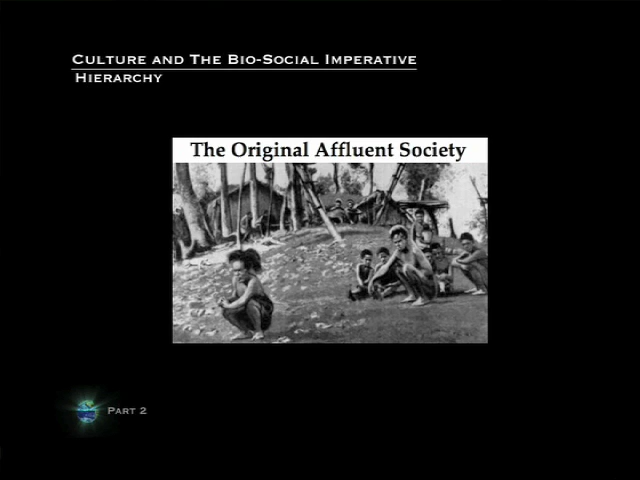 Culture and The Bio-Social Imperative
Hierarchy
The Original Affluent Society
Part 2